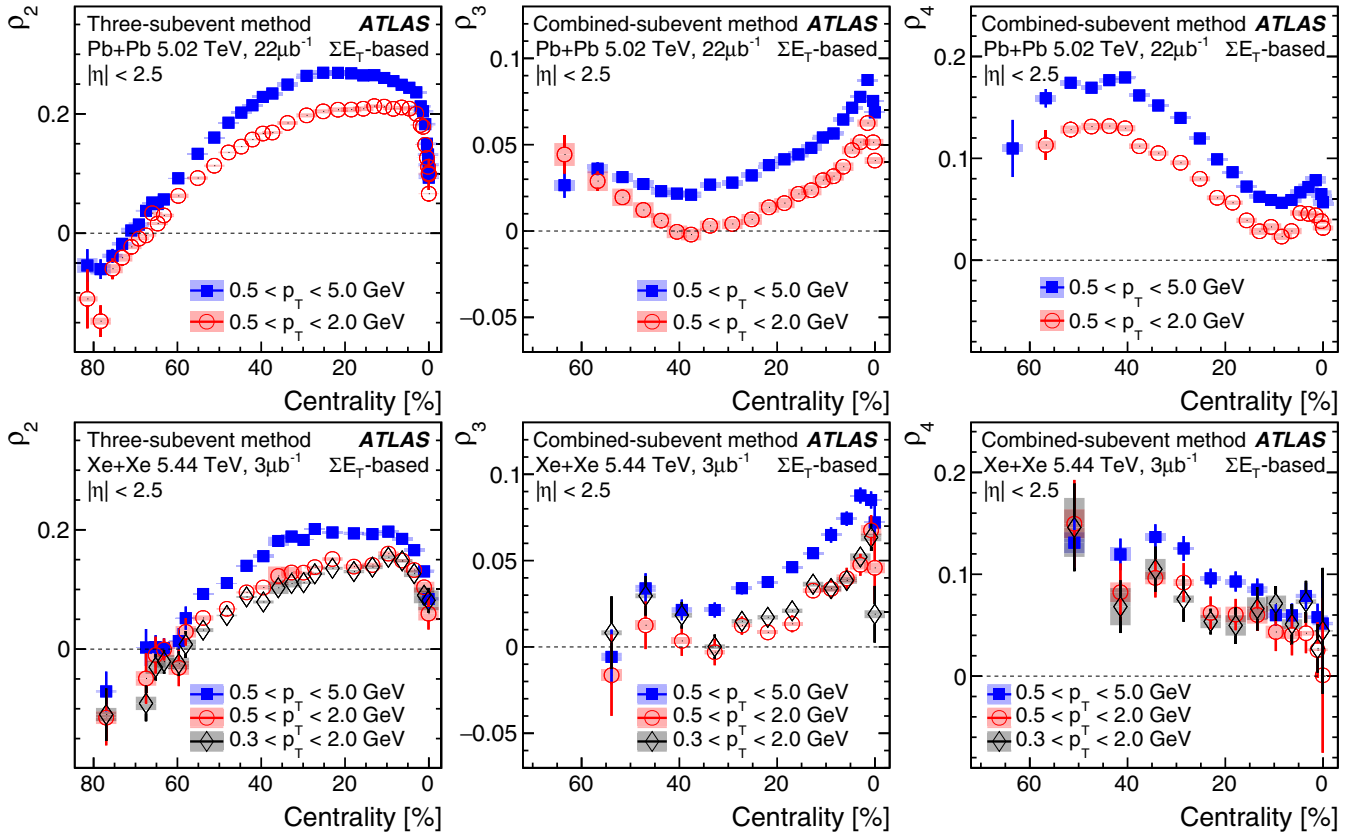 ρ2
Three-subevent method ATLAS
Pb+Pb 5.02 TeV, 22μb-1 ΣET-based
|η| < 2.5
0.2
0
−0.2
0.5 < pT < 5.0 GeV
0.5 < pT < 2.0 GeV
80 60 40 20 0
Centrality [%]
ρ3
Combined-subevent method ATLAS
Pb+Pb 5.02 TeV, 22μb-1 ΣET-based
|η| < 2.5
0.1
0.05
0
−0.05
0.5 < pT < 5.0 GeV
0.5 < pT < 2.0 GeV
60 40 20 0
Centrality [%]
ρ4
Combined-subevent method ATLAS
Pb+Pb 5.02 TeV, 22μb-1 ΣET-based
|η| < 2.5
0.2
0.1
0
0.5 < pT < 5.0 GeV
0.5 < pT < 2.0 GeV
60 40 20 0
Centrality [%]
ρ2
Three-subevent method ATLAS
Xe+Xe 5.44 TeV, 3μb-1 ΣET-based
|η| < 2.5
0.2
0
0.5 < pT < 5.0 GeV
0.5 < pT < 2.0 GeV
0.3 < pT < 2.0 GeV
80 60 40 20 0
Centrality [%]
ρ3
Combined-subevent method ATLAS
Xe+Xe 5.44 TeV, 3μb-1 ΣET-based
|η| < 2.5
0.1
0.05
0
−0.05
0.5 < pT < 5.0 GeV
0.5 < pT < 2.0 GeV
0.3 < pT < 2.0 GeV
60 40 20 0
Centrality [%]
ρ4
Combined-subevent method ATLAS
Xe+Xe 5.44 TeV, 3μb-1 ΣET-based
|η| < 2.5
0.2
0.1
0
0.5 < pT < 5.0 GeV
0.5 < pT < 2.0 GeV
0.3 < pT < 2.0 GeV
60 40 20 0
Centrality [%]